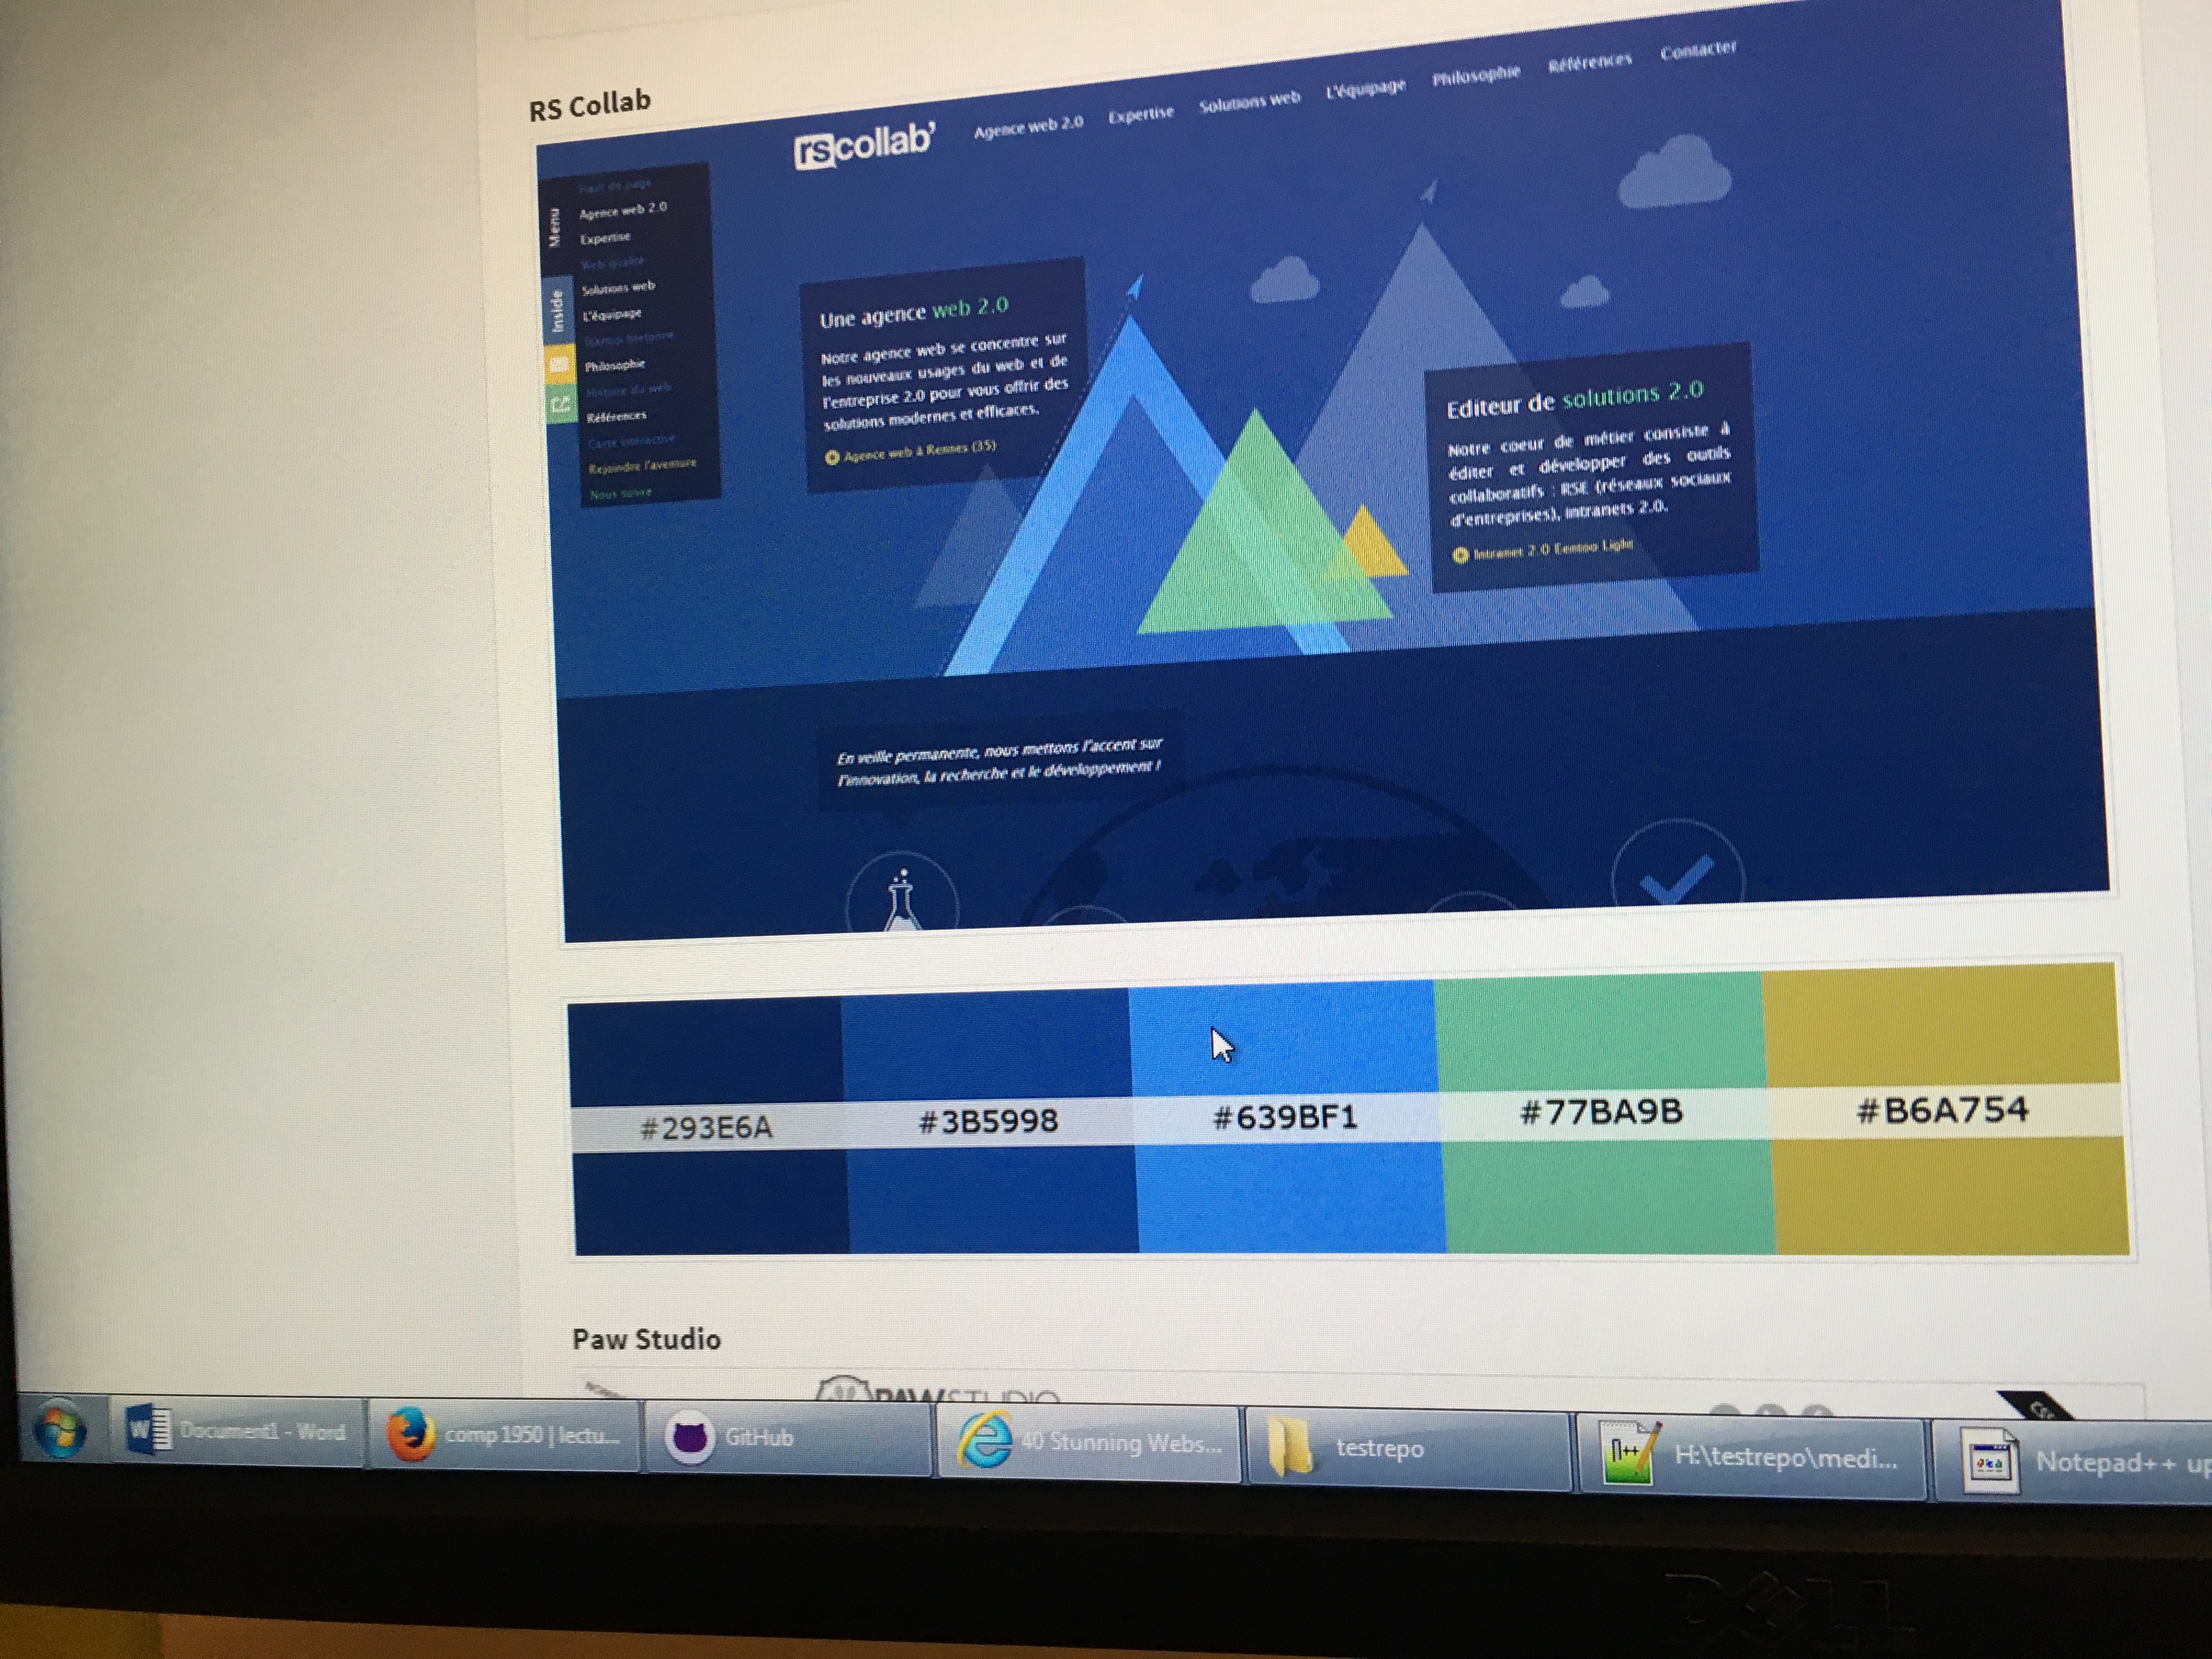 RS Collab
rscollab'
Agence web 2.0 Expertise Solutions web L'équipage Philosophie Références Contacter
Menu
Inside
Haut de page
Agence web 2.0
Expertise
Web qualité
Solutions web
L'équipage
Startup bretonne
Philosophie
Histoire du web
Références
Carte interactive
Rejoindre l'aventure
Nous suivre
Une agence web 2.0
Notre agence web se concentre sur
les nouveaux usages du web et de
l'entreprise 2.0 pour vous offrir des
solutions modernes et efficaces.
Agence web à Rennes (35)
Editeur de solutions 2.0
Notre coeur de métier consiste à
éditer et développer des outils
collaboratifs : RSE (réseaux sociaux
d'entreprises), intranets 2.0.
Intranet 2.0 Light
En veille permanente, nous mettons l'accent sur
l'innovation, la recherche et le développement !
#293E6A #3B5998 #639BF1 #77BA9B #B6A754
Paw Studio
PAWSTUDIO
Document1 - Word comp 1950 | lectu... GitHub 40 Stunning Webs... testrepo H:\testrepo\medi... Notepad++ up
DELL